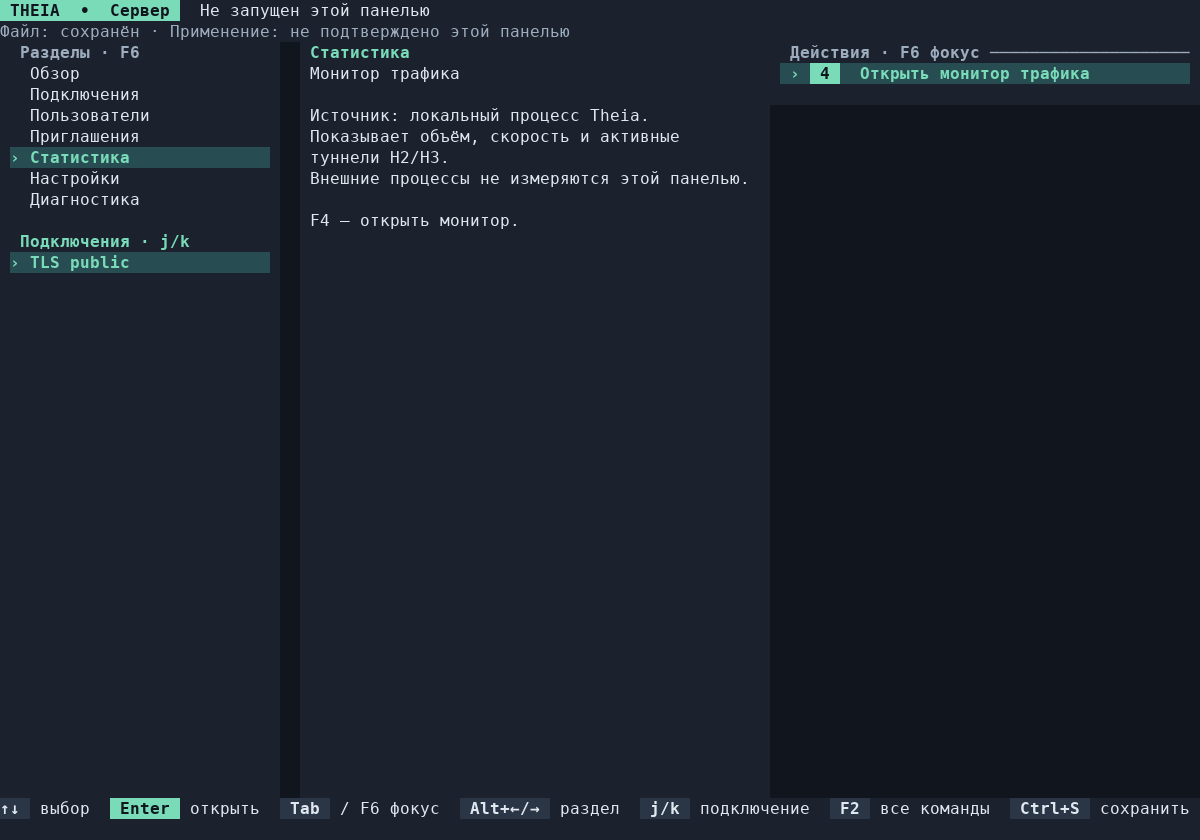 THEIA • Сервер Не запущен этой панелью
Файл: сохранён · Применение: не подтверждено этой панелью
Разделы · F6
Обзор
Подключения
Пользователи
Приглашения
› Статистика
Настройки
Диагностика
Подключения · j/k
› TLS public
Статистика
Монитор трафика
Источник: локальный процесс Theia.
Показывает объём, скорость и активные
туннели H2/H3.
Внешние процессы не измеряются этой панелью.
F4 — открыть монитор.
Действия · F6 фокус
› 4 Открыть монитор трафика
↑↓ выбор Enter открыть Tab / F6 фокус Alt+←/→ раздел j/k подключение F2 все команды Ctrl+S сохранить